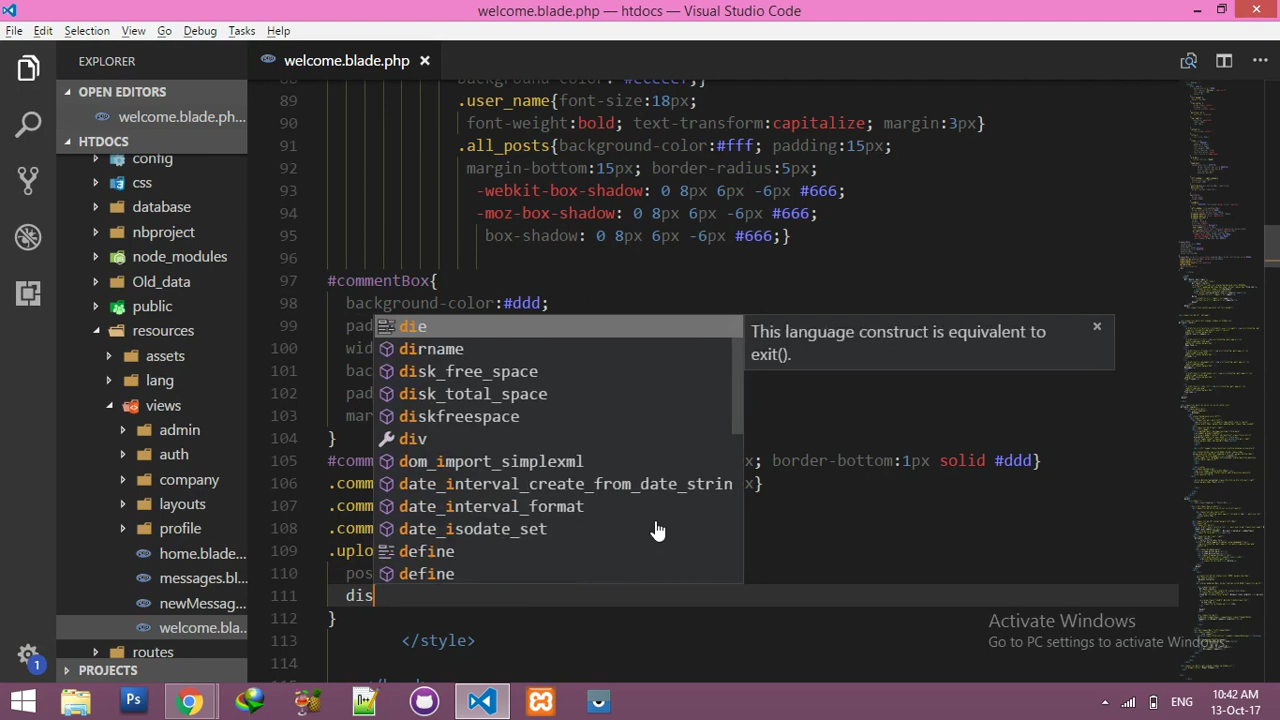 welcome.blade.php — htdocs — Visual Studio Code
File Edit Selection View Go Debug Tasks Help
EXPLORER
welcome.blade.php
OPEN EDITORS
welcome.blade.ph...
HTDOCS
config
css
database
nbproject
node_modules
Old_data
public
resources
assets
lang
views
admin
auth
company
layouts
profile
home.blade...
messages.bl...
newMessag...
welcome.bla...
routes
PROJECTS
1
89 .user_name{font-size:18px;
90 font-weight:bold; text-transform:capitalize; margin:3px}
91 .all_posts{background-color:#fff; padding:15px;
92 margin-bottom:15px; border-radius:5px;
93 -webkit-box-shadow: 0 8px 6px -6px #666;
94 -moz-box-shadow: 0 8px 6px -6px #666;
95 box-shadow: 0 8px 6px -6px #666;}
96
97 #commentBox{
98 background-color:#ddd;
99 pad
100 wid
101 bac
102 pad
103 mar
104 }
105 #comm x; border-bottom:1px solid #ddd}
106 .comm x}
107 .comm
108 .comm
109 .uplo
110 pos
111 dis
112 }
113 </style>
114
die
dirname
disk_free_space
disk_total_space
diskfreespace
div
dom_import_simplexml
date_interval_create_from_date_strin
date_interval_format
date_isodate_set
define
define
This language construct is equivalent to
exit().
Activate Windows
Go to PC settings to activate Windows.
Ps
ENG
10:42 AM
13-Oct-17